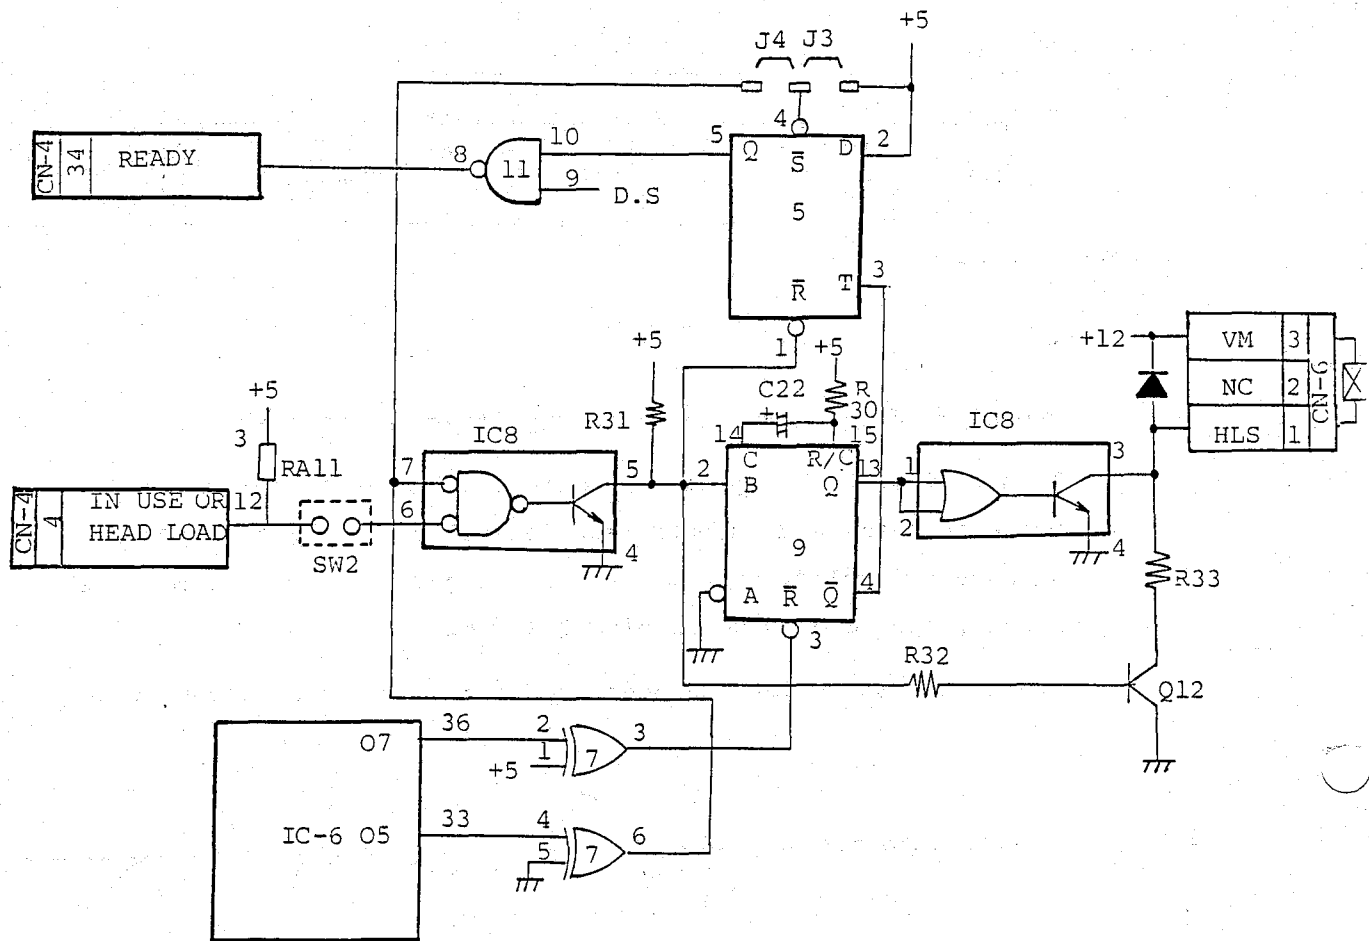 +5
J4 J3
4
5 Q S̅ D 2
10
8
11
9
D.S
CN-4 34 READY
5
R̅ T 3
1
+5
R31
+5
C22
+
R
30
14
15
C R/C
2 B Q 13
9
A R̅ Q̅ 4
3
+5
3
RA11
CN-4 4 IN USE OR 12
HEAD LOAD
SW2
IC8
7
6
5
4
IC8
1
2
3
4
+12
VM 3
NC 2
HLS 1
CN-6
R33
R32
Q12
O7 36 2
1
+5
7
3
IC-6 O5 33 4
5
7
6